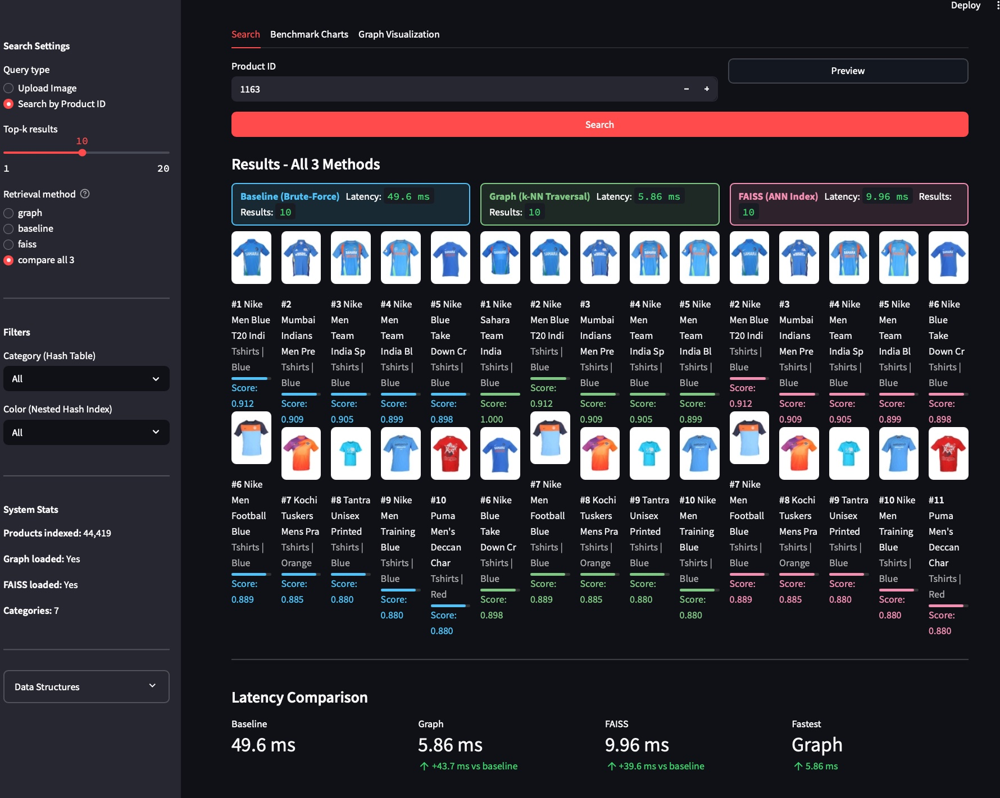 Deploy
Search Settings
Query type
Upload Image
Search by Product ID
Top-k results
10
1
20
Retrieval method
graph
baseline
faiss
compare all 3
Filters
Category (Hash Table)
All
Color (Nested Hash Index)
All
System Stats
Products indexed: 44,419
Graph loaded: Yes
FAISS loaded: Yes
Categories: 7
Data Structures
Search
Benchmark Charts
Graph Visualization
Product ID
1163
Preview
Search
Results - All 3 Methods
Baseline (Brute-Force) Latency: 49.6 ms
Results: 10
#1 Nike
Men Blue
T20 Indi
Tshirts |
Blue
Score:
0.912
#2
Mumbai
Indians
Men Pre
Tshirts |
Blue
Score:
0.909
#3 Nike
Men
Team
India Sp
Tshirts |
Blue
Score:
0.905
#4 Nike
Men
Team
India Bl
Tshirts |
Blue
Score:
0.899
#5 Nike
Blue
Take
Down Cr
Tshirts |
Blue
Score:
0.898
#6 Nike
Men
Football
Blue
Tshirts |
Blue
Score:
0.889
#7 Kochi
Tuskers
Mens Pra
Tshirts |
Orange
Score:
0.885
#8 Tantra
Unisex
Printed
Tshirts |
Blue
Score:
0.880
#9 Nike
Men
Training
Blue
Tshirts |
Blue
Score:
0.880
#10
Puma
Men's
Deccan
Char
Tshirts |
Red
Score:
0.880
Graph (k-NN Traversal) Latency: 5.86 ms
Results: 10
#1
Sahara
Team
India
Tshirts |
Blue
Score:
1.000
#2 Nike
Men Blue
T20 Indi
Tshirts |
Blue
Score:
0.912
#3
Mumbai
Indians
Men Pre
Tshirts |
Blue
Score:
0.909
#4 Nike
Men
Team
India Sp
Tshirts |
Blue
Score:
0.905
#5 Nike
Men
Team
India Bl
Tshirts |
Blue
Score:
0.899
#6 Nike
Blue
Take
Down Cr
Tshirts |
Blue
Score:
0.898
#7 Nike
Men
Football
Blue
Tshirts |
Blue
Score:
0.889
#8 Kochi
Tuskers
Mens Pra
Tshirts |
Orange
Score:
0.885
#9 Tantra
Unisex
Printed
Tshirts |
Blue
Score:
0.880
#10 Nike
Men
Training
Blue
Tshirts |
Blue
Score:
0.880
FAISS (ANN Index) Latency: 9.96 ms Results:
10
#2 Nike
Men Blue
T20 Indi
Tshirts |
Blue
Score:
0.912
#3
Mumbai
Indians
Men Pre
Tshirts |
Blue
Score:
0.909
#4 Nike
Men
Team
India Sp
Tshirts |
Blue
Score:
0.905
#5 Nike
Men
Team
India Bl
Tshirts |
Blue
Score:
0.899
#6 Nike
Blue
Take
Down Cr
Tshirts |
Blue
Score:
0.898
#7 Nike
Men
Football
Blue
Tshirts |
Blue
Score:
0.889
#8 Kochi
Tuskers
Mens Pra
Tshirts |
Orange
Score:
0.885
#9 Tantra
Unisex
Printed
Tshirts |
Blue
Score:
0.880
#10 Nike
Men
Training
Blue
Tshirts |
Blue
Score:
0.880
#11
Puma
Men's
Deccan
Char
Tshirts |
Red
Score:
0.880
Latency Comparison
Baseline
49.6 ms
Graph
5.86 ms
↑ +43.7 ms vs baseline
FAISS
9.96 ms
↑ +39.6 ms vs baseline
Fastest
Graph
↑ 5.86 ms